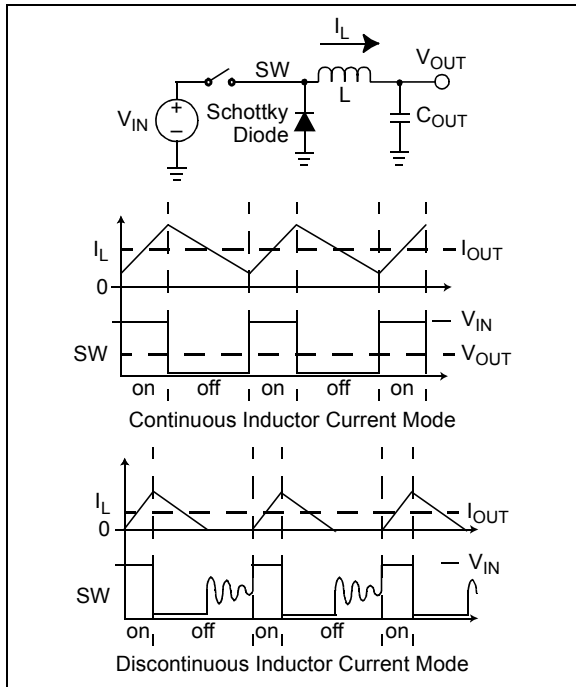 I_L
V_OUT
SW
L
Schottky
Diode
C_OUT
V_IN
+
−
I_L
I_OUT
0
V_IN
SW
V_OUT
on off on off on
Continuous Inductor Current Mode
I_L
I_OUT
0
V_IN
SW
on off on off on
Discontinuous Inductor Current Mode